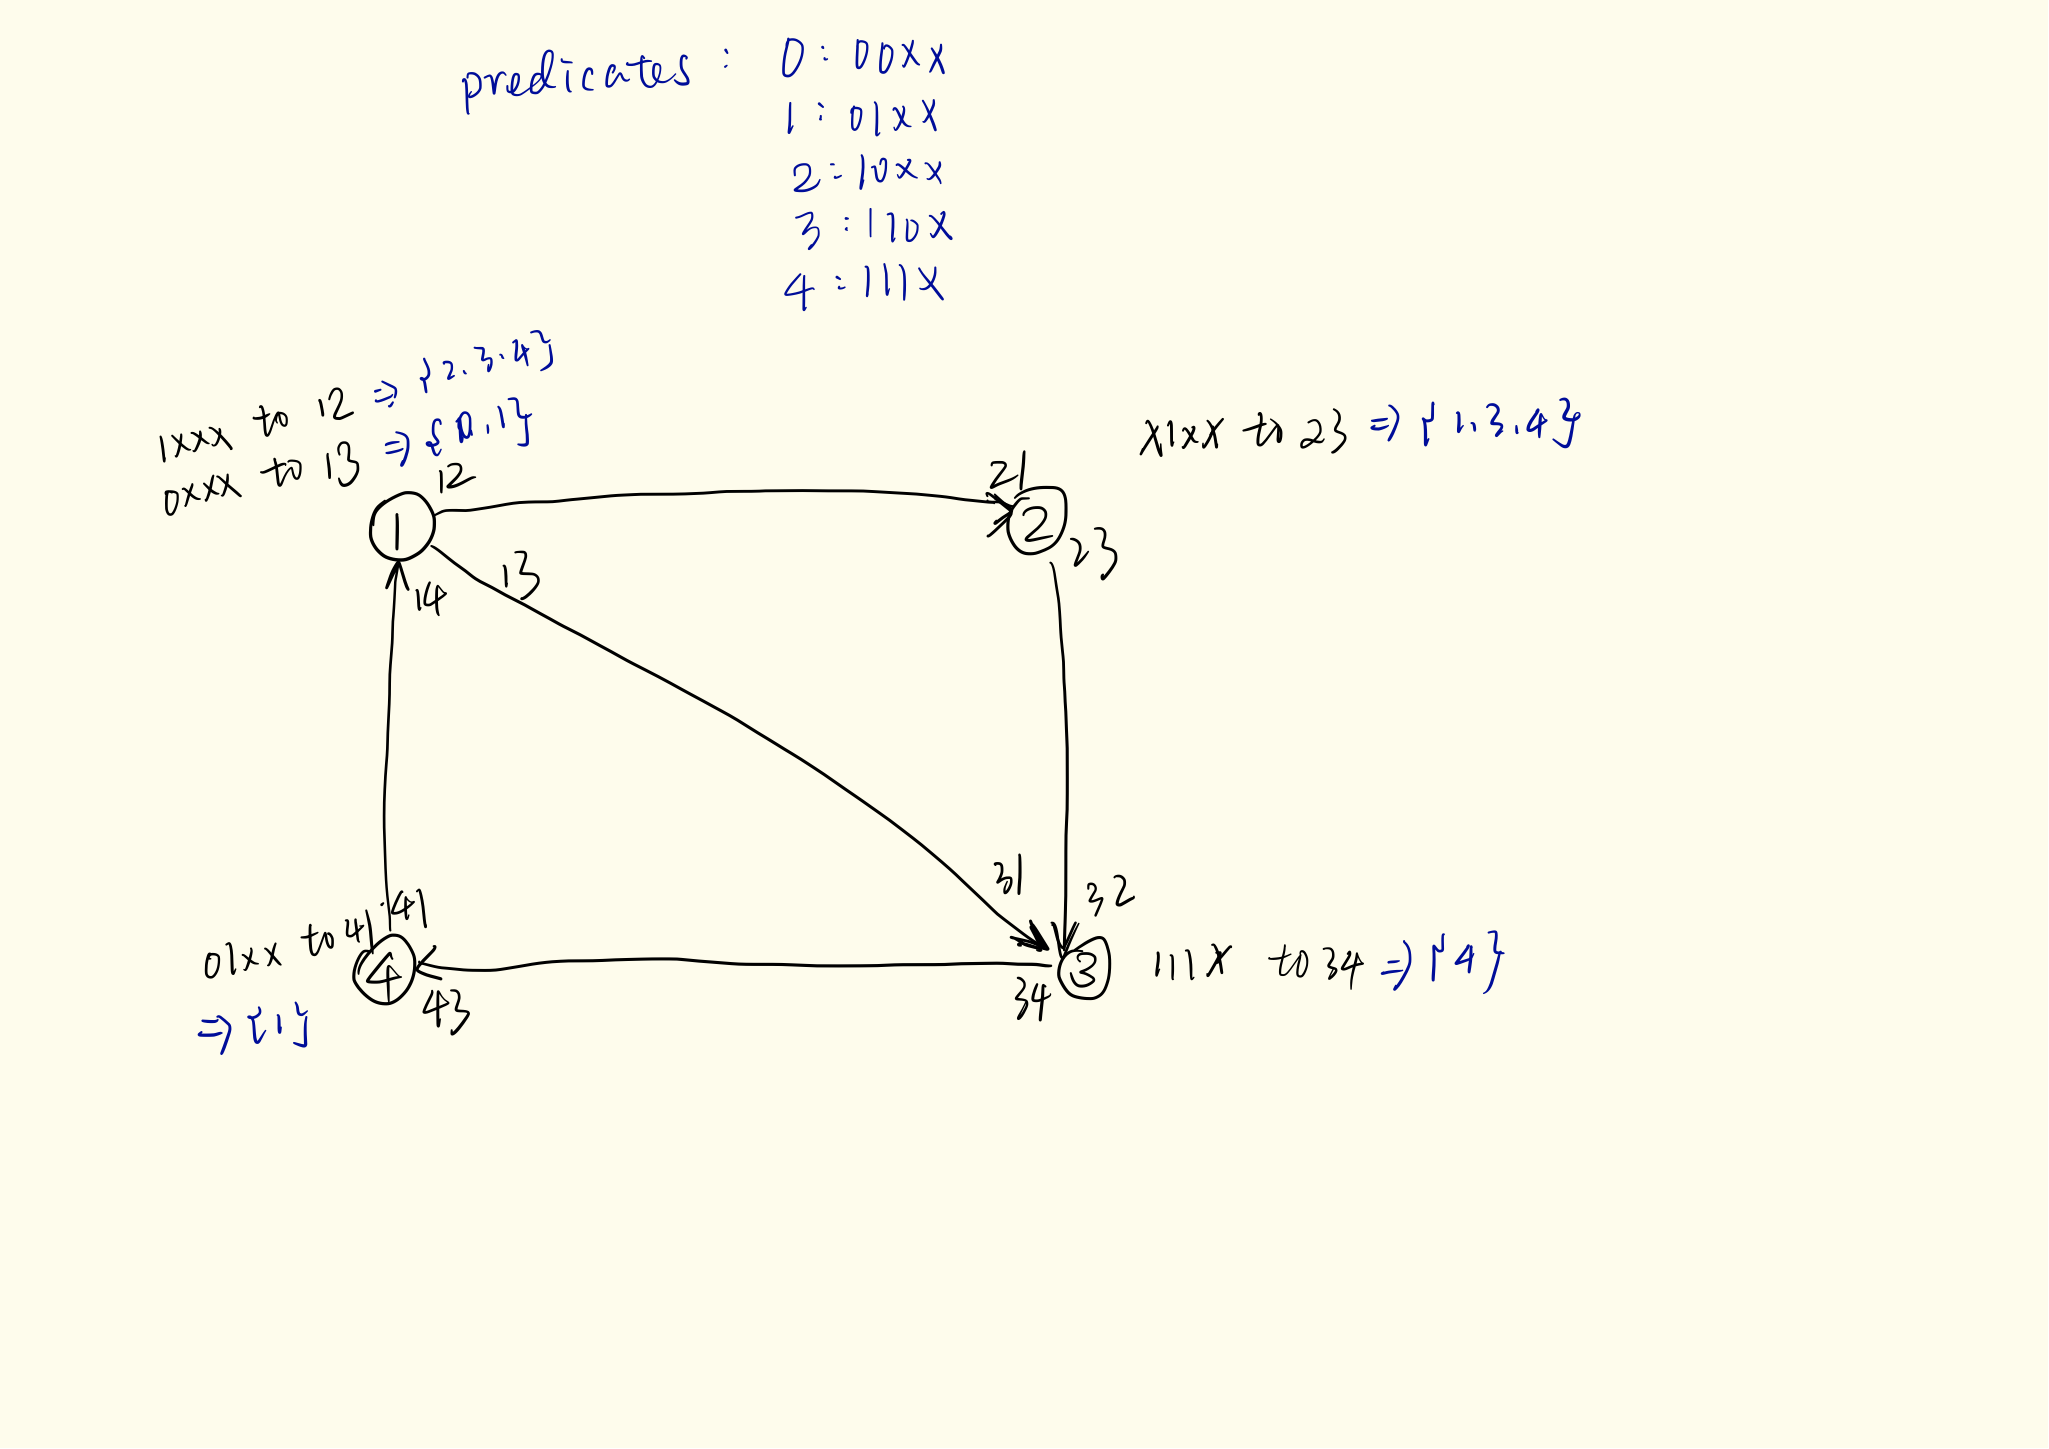 predicates : 0 : 00xx
1 : 01xx
2 : 10xx
3 : 110x
4 : 111x
1xxx to 12 => {2.3.4}
0xxx to 13 => {0.1}
x1xx to 23 => {1.3.4}
12
21
1
2
23
14
13
31
32
01xx to 41
41
4
3
111x to 34 => {4}
43
34
=> {1}